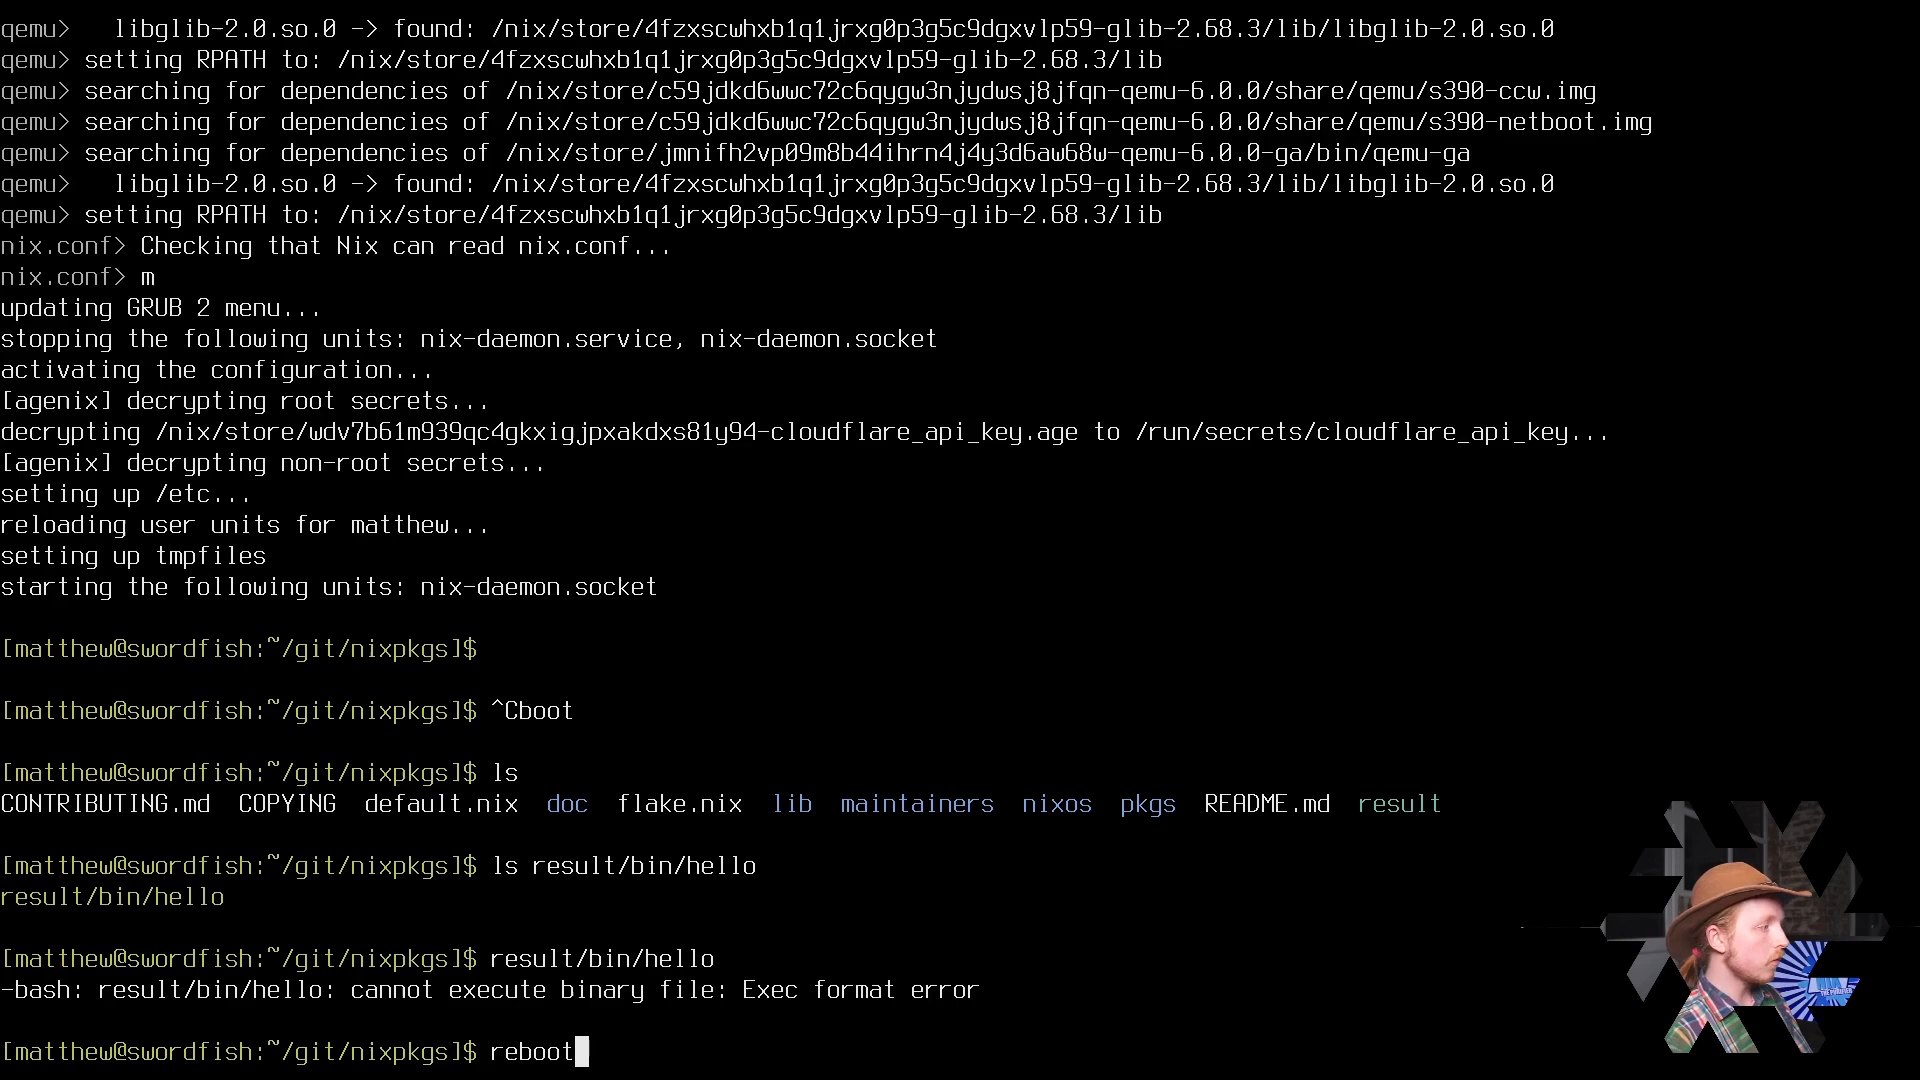 qemu>   libglib-2.0.so.0 -> found: /nix/store/4fzxscwhxb1q1jrxg0p3g5c9dgxvlp59-glib-2.68.3/lib/libglib-2.0.so.0
qemu> setting RPATH to: /nix/store/4fzxscwhxb1q1jrxg0p3g5c9dgxvlp59-glib-2.68.3/lib
qemu> searching for dependencies of /nix/store/c59jdkd6wwc72c6qygw3njydwsj8jfqn-qemu-6.0.0/share/qemu/s390-ccw.img
qemu> searching for dependencies of /nix/store/c59jdkd6wwc72c6qygw3njydwsj8jfqn-qemu-6.0.0/share/qemu/s390-netboot.img
qemu> searching for dependencies of /nix/store/jmnifh2vp09m8b44ihrn4j4y3d6aw68w-qemu-6.0.0-ga/bin/qemu-ga
qemu>   libglib-2.0.so.0 -> found: /nix/store/4fzxscwhxb1q1jrxg0p3g5c9dgxvlp59-glib-2.68.3/lib/libglib-2.0.so.0
qemu> setting RPATH to: /nix/store/4fzxscwhxb1q1jrxg0p3g5c9dgxvlp59-glib-2.68.3/lib
nix.conf> Checking that Nix can read nix.conf...
nix.conf> m
updating GRUB 2 menu...
stopping the following units: nix-daemon.service, nix-daemon.socket
activating the configuration...
[agenix] decrypting root secrets...
decrypting /nix/store/wdv7b61m939qc4gkxigjpxakdxs81y94-cloudflare_api_key.age to /run/secrets/cloudflare_api_key...
[agenix] decrypting non-root secrets...
setting up /etc...
reloading user units for matthew...
setting up tmpfiles
starting the following units: nix-daemon.socket
[matthew@swordfish:~/git/nixpkgs]$
[matthew@swordfish:~/git/nixpkgs]$ ^Cboot
[matthew@swordfish:~/git/nixpkgs]$ ls
CONTRIBUTING.md  COPYING  default.nix  doc  flake.nix  lib  maintainers  nixos  pkgs  README.md  result
[matthew@swordfish:~/git/nixpkgs]$ ls result/bin/hello
result/bin/hello
[matthew@swordfish:~/git/nixpkgs]$ result/bin/hello
-bash: result/bin/hello: cannot execute binary file: Exec format error
[matthew@swordfish:~/git/nixpkgs]$ reboot